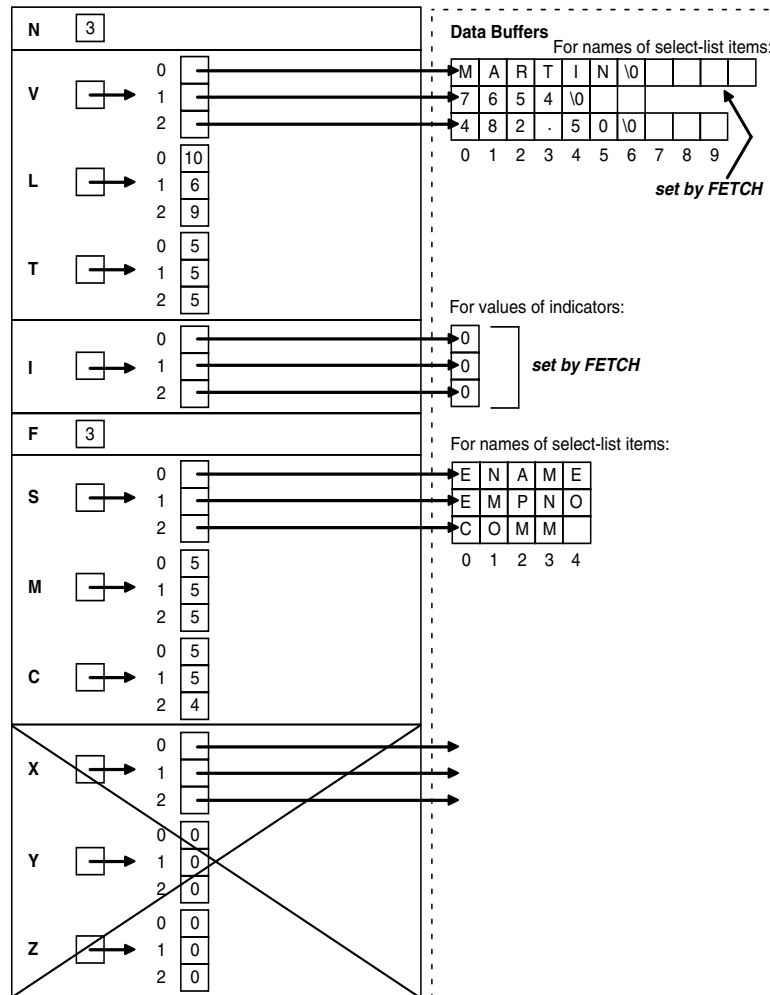 N 3
Data Buffers
For names of select-list items:
V
0 M A R T I N \0
1 7 6 5 4 \0
2 4 8 2 . 5 0 \0
0 1 2 3 4 5 6 7 8 9
set by FETCH
L
0 10
1 6
2 9
T
0 5
1 5
2 5
For values of indicators:
I
0 0
1 0
2 0
set by FETCH
F 3
For names of select-list items:
S
0 E N A M E
1 E M P N O
2 C O M M
0 1 2 3 4
M
0 5
1 5
2 5
C
0 5
1 5
2 4
X
0
1
2
Y
0 0
1 0
2 0
Z
0 0
1 0
2 0